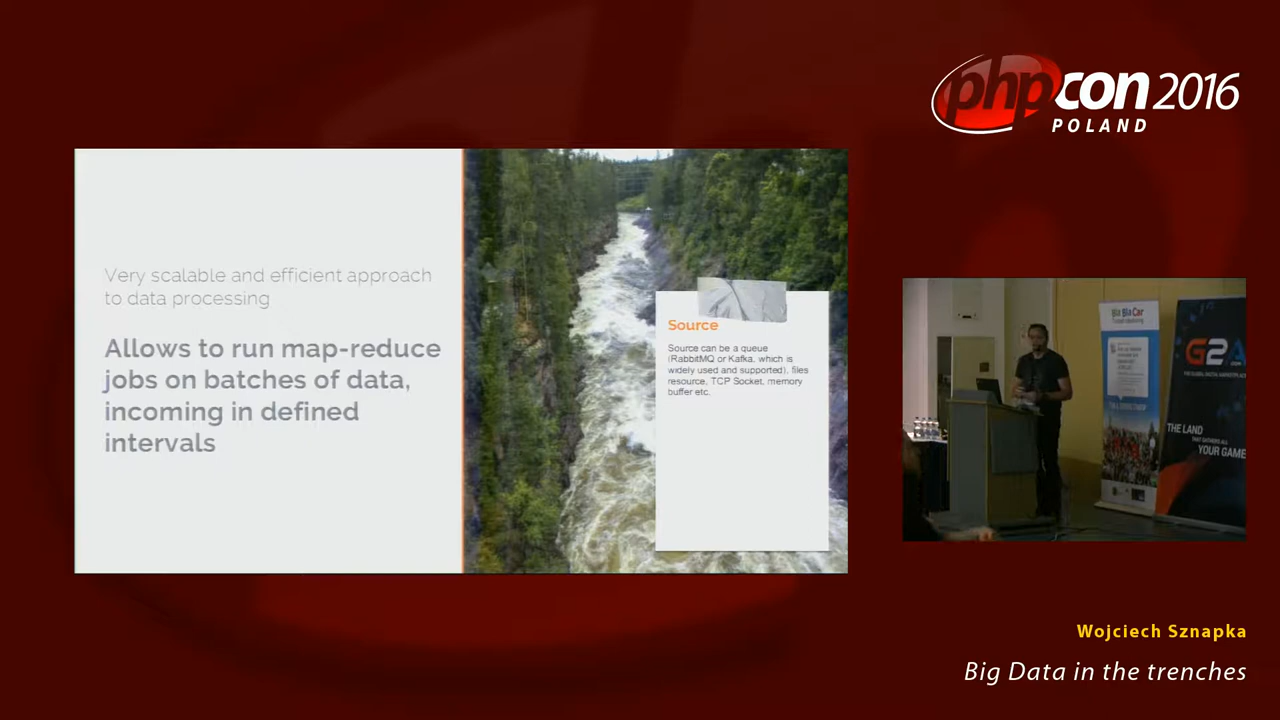 phpcon 2016
POLAND
Very scalable and efficient approach
to data processing
Allows to run map-reduce
jobs on batches of data,
incoming in defined
intervals
Source
Source can be a queue
(RabbitMQ or Kafka, which is
widely used and supported), files
resource, TCP Socket, memory
buffer etc.
Bla Bla Car
G2A
THE LAND
THAT GATHERS ALL
YOUR GAME
Wojciech Sznapka
Big Data in the trenches